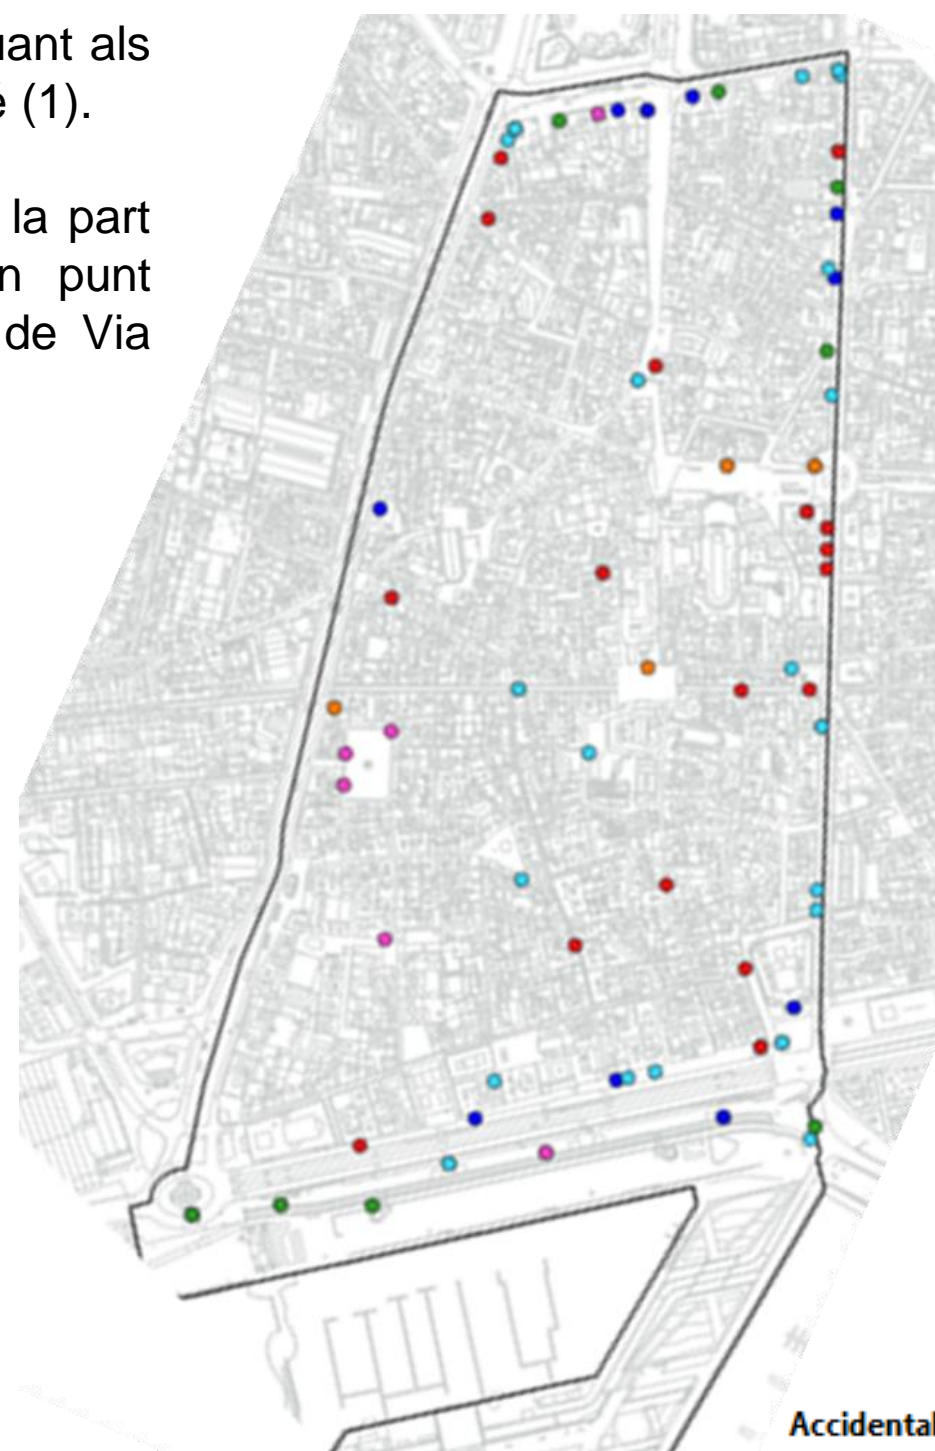 uant als
é (1).
la part
n punt
de Via
Accidental